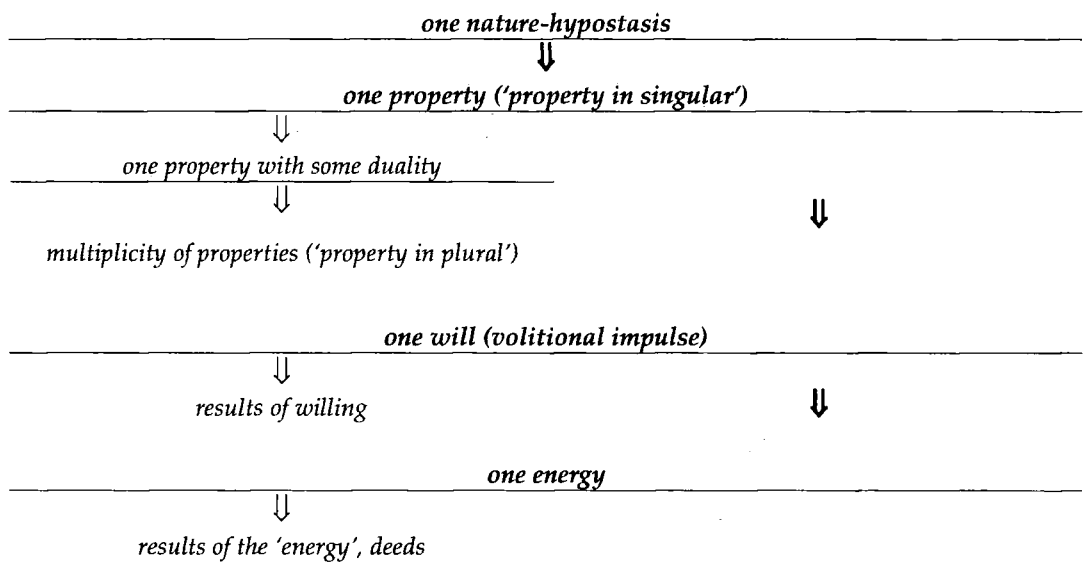 one nature-hypostasis
⇓
one property ('property in singular')
⇓
one property with some duality
⇓
⇓
multiplicity of properties ('property in plural')
one will (volitional impulse)
⇓
results of willing
⇓
one energy
⇓
results of the 'energy', deeds